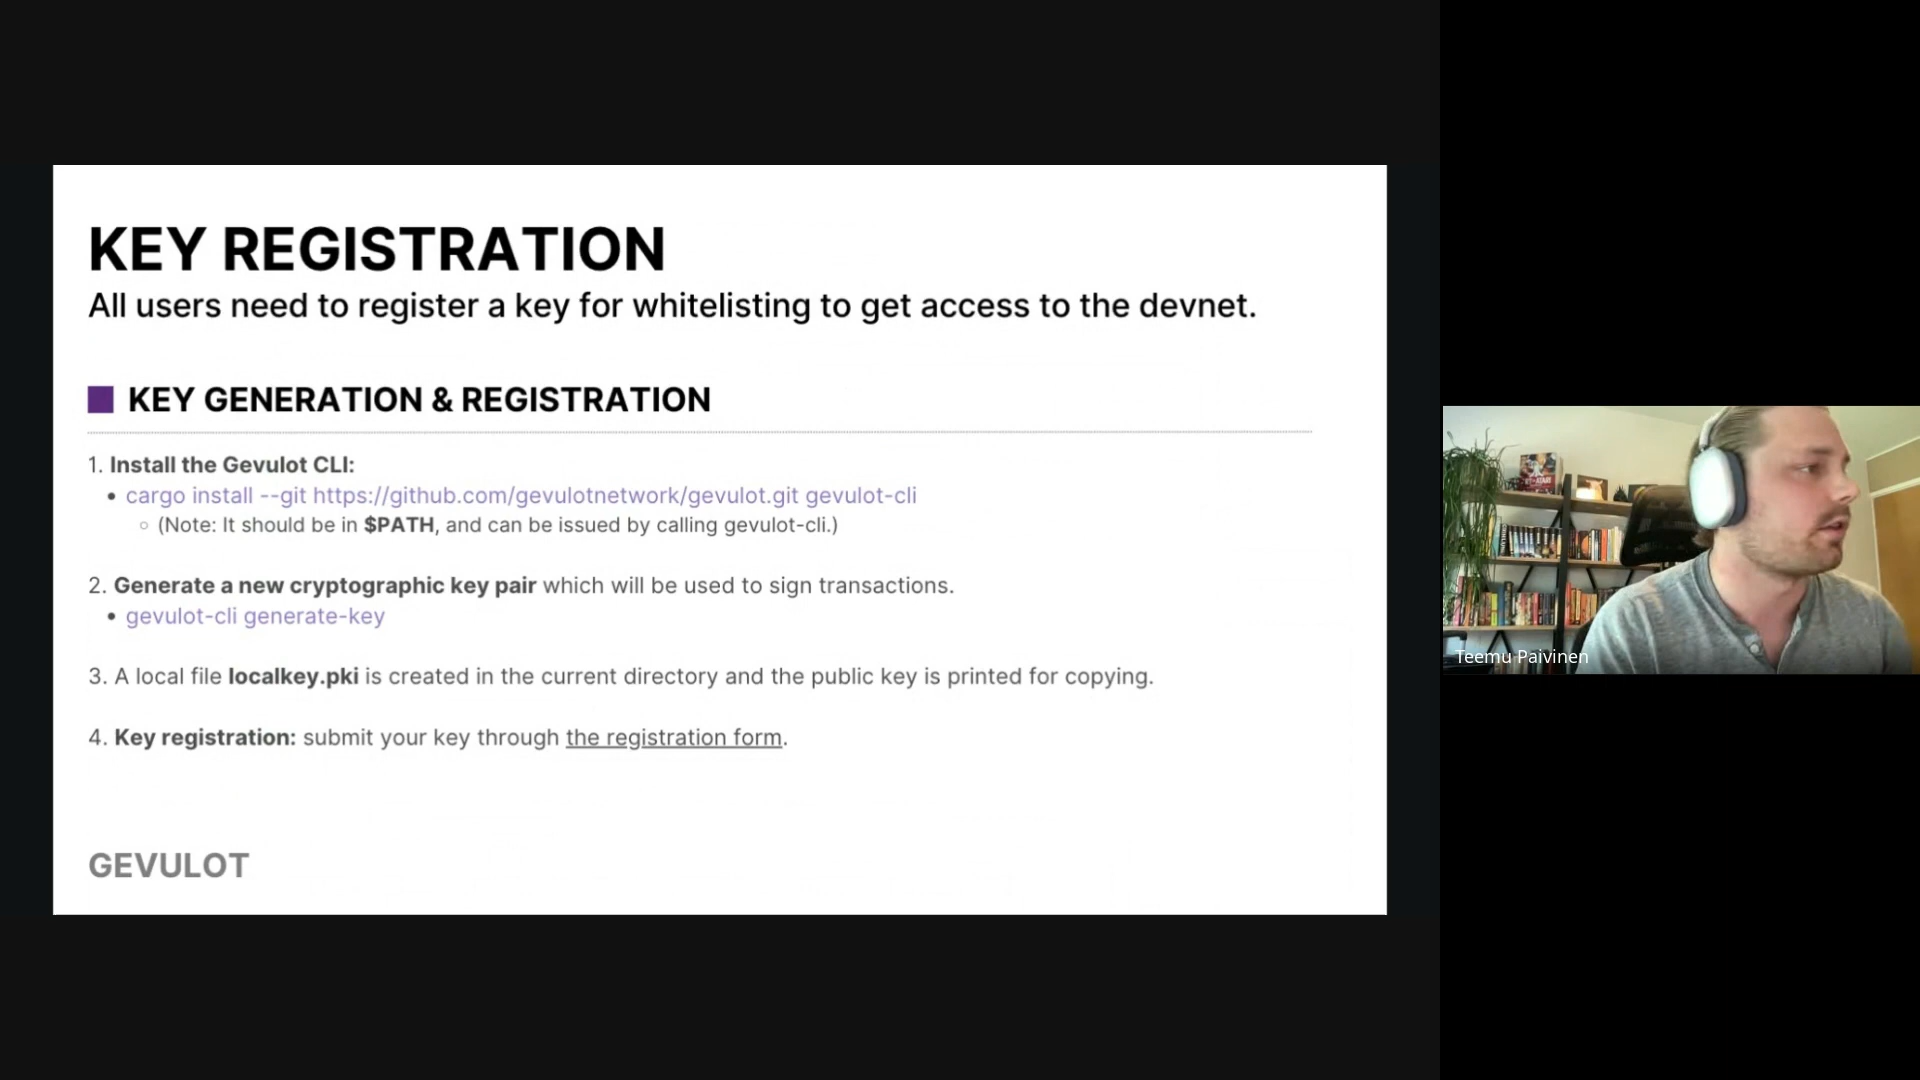 KEY REGISTRATION
All users need to register a key for whitelisting to get access to the devnet.
KEY GENERATION & REGISTRATION
1. Install the Gevulot CLI:
• cargo install --git https://github.com/gevulotnetwork/gevulot.git gevulot-cli
○ (Note: It should be in $PATH, and can be issued by calling gevulot-cli.)
2. Generate a new cryptographic key pair which will be used to sign transactions.
• gevulot-cli generate-key
3. A local file localkey.pki is created in the current directory and the public key is printed for copying.
4. Key registration: submit your key through the registration form.
GEVULOT
Teemu Paivinen